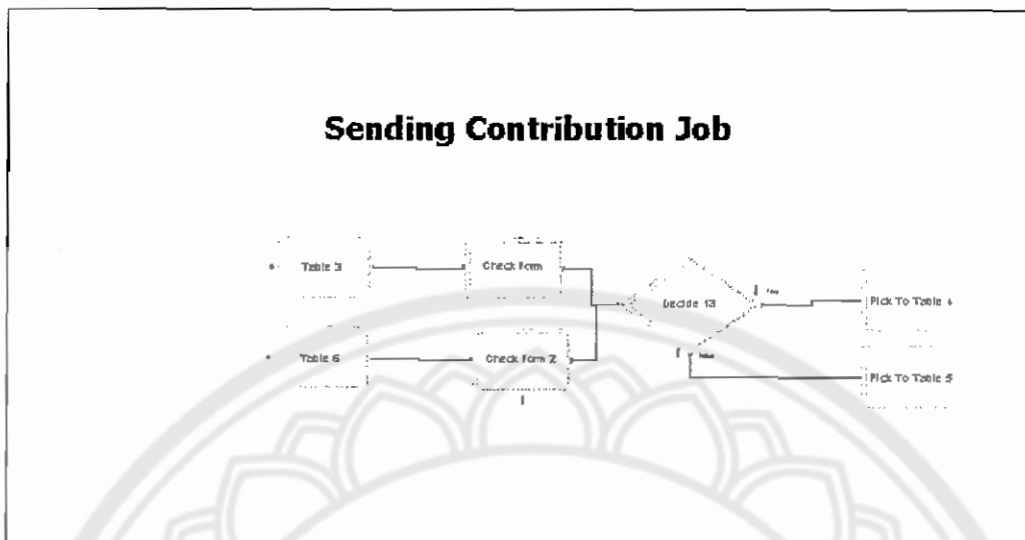 Sending Contribution Job
Table 3
Check Form
Decide 13
Pick To Table 4
Table 6
Check Form 2
Pick To Table 5